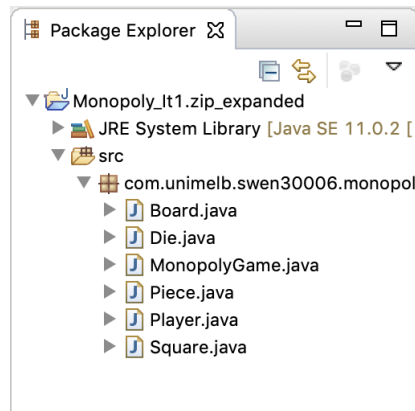 Package Explorer
Monopoly_lt1.zip_expanded
JRE System Library [Java SE 11.0.2 [
src
com.unimelb.swen30006.monopol
Board.java
Die.java
MonopolyGame.java
Piece.java
Player.java
Square.java